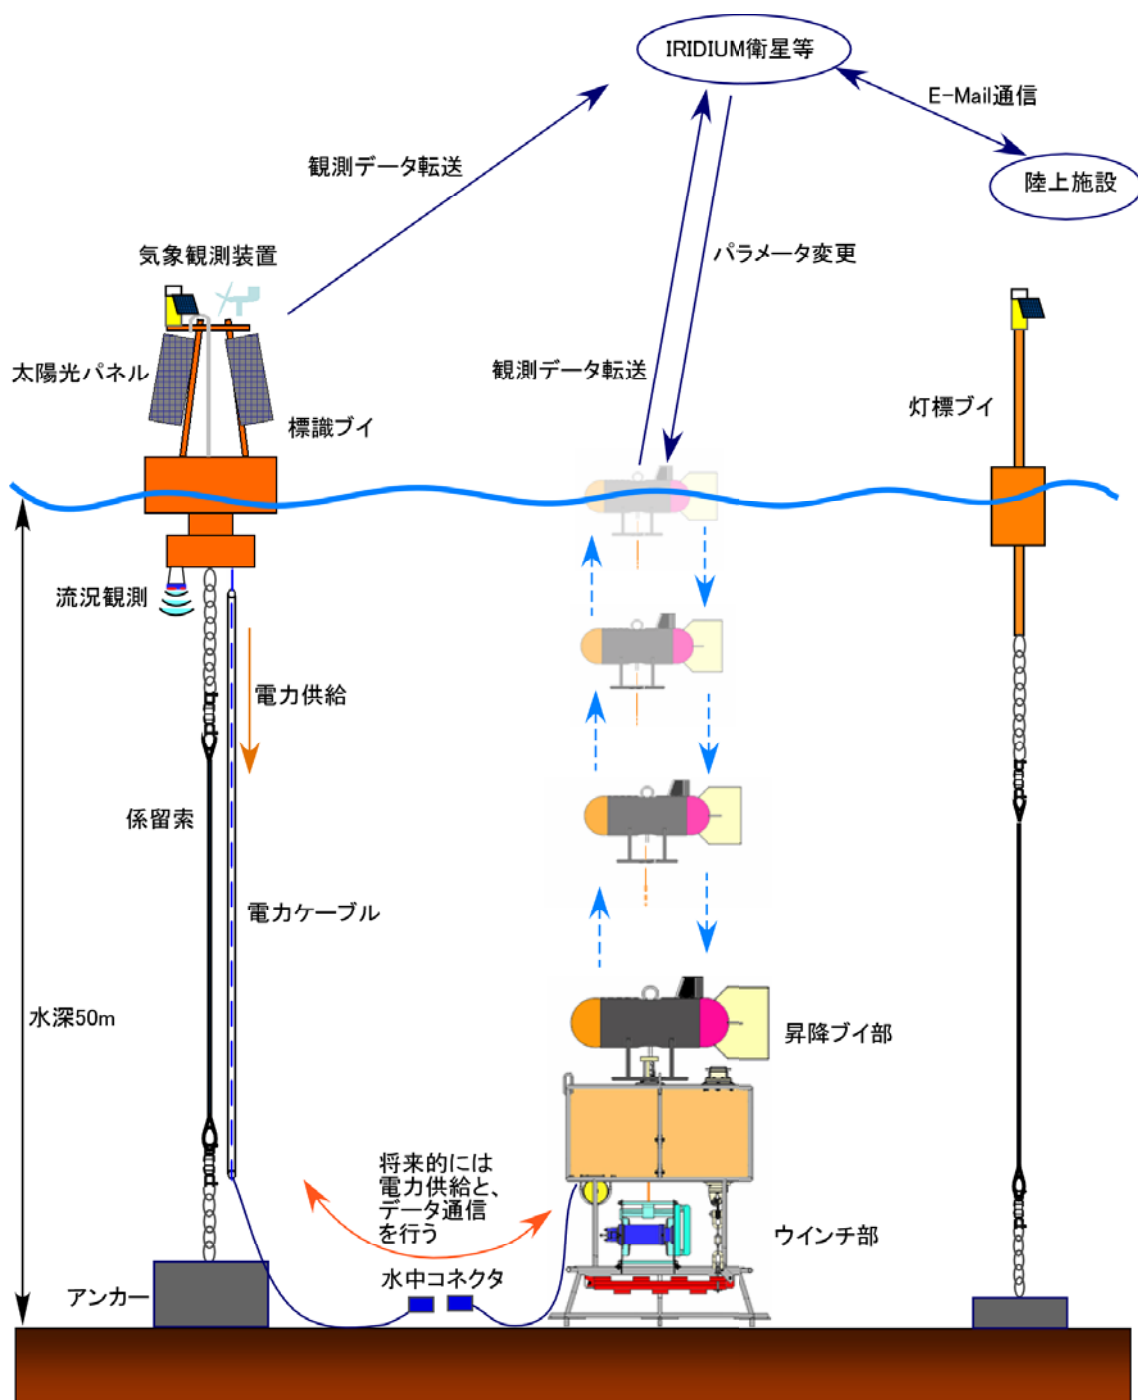 IRIDIUM衛星等
E-Mail通信
陸上施設
観測データ転送
パラメータ変更
気象観測装置
太陽光パネル
観測データ転送
標識ブイ
灯標ブイ
流況観測
電力供給
係留索
電力ケーブル
水深50m
昇降ブイ部
将来的には
電力供給と、
データ通信
を行う
ウインチ部
水中コネクタ
アンカー